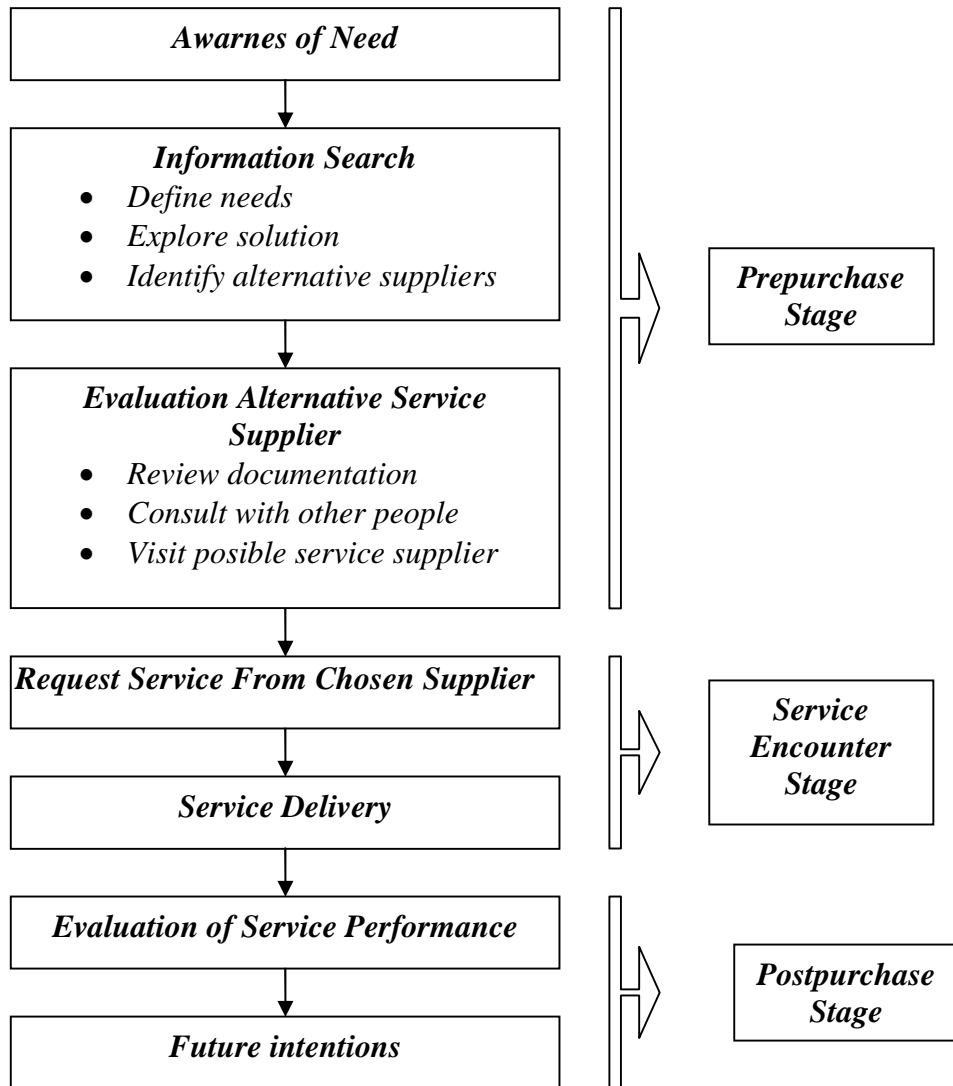 Awarnes of Need
Information Search
• Define needs
• Explore solution
• Identify alternative suppliers
Evaluation Alternative Service
Supplier
• Review documentation
• Consult with other people
• Visit posible service supplier
Request Service From Chosen Supplier
Service Delivery
Evaluation of Service Performance
Future intentions
Prepurchase
Stage
Service
Encounter
Stage
Postpurchase
Stage